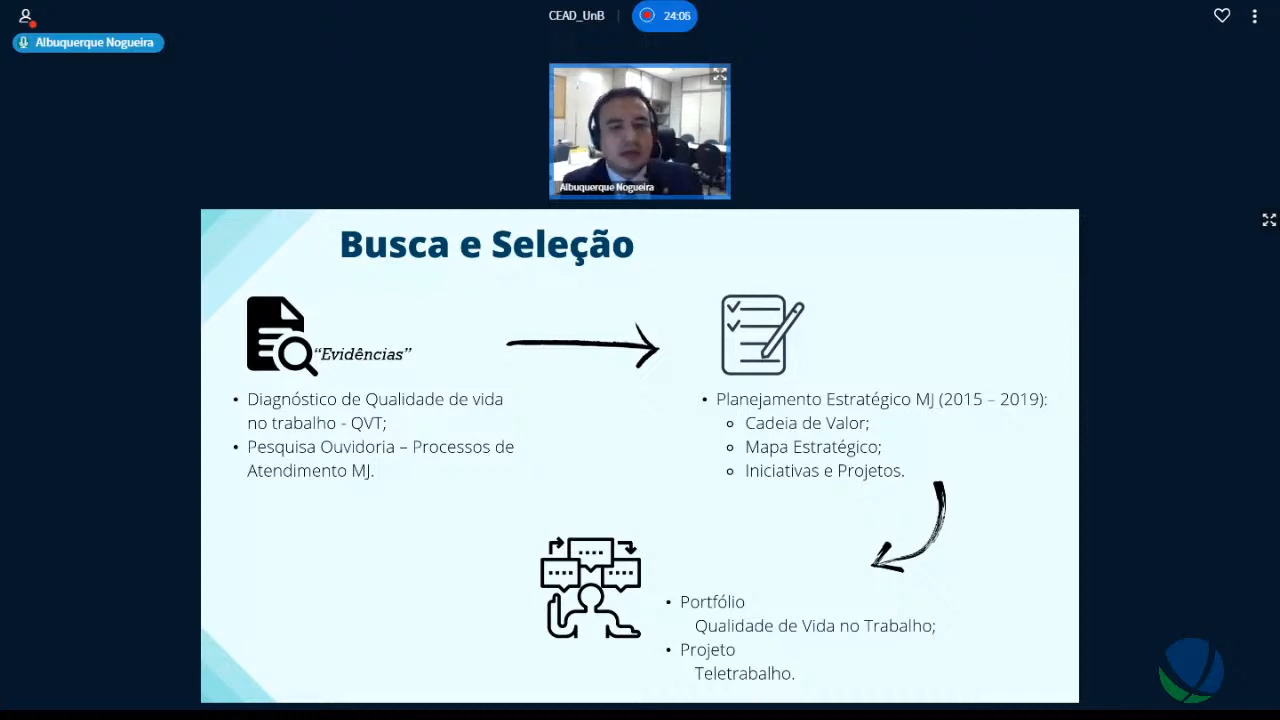 CEAD_UnB
24:05
Albuquerque Nogueira
Albuquerque Nogueira
Busca e Seleção
“Evidências”
• Diagnóstico de Qualidade de vida
no trabalho - QVT;
• Pesquisa Ouvidoria – Processos de
Atendimento MJ.
• Planejamento Estratégico MJ (2015 – 2019):
Cadeia de Valor;
Mapa Estratégico;
Iniciativas e Projetos.
• Portfólio
Qualidade de Vida no Trabalho;
• Projeto
Teletrabalho.